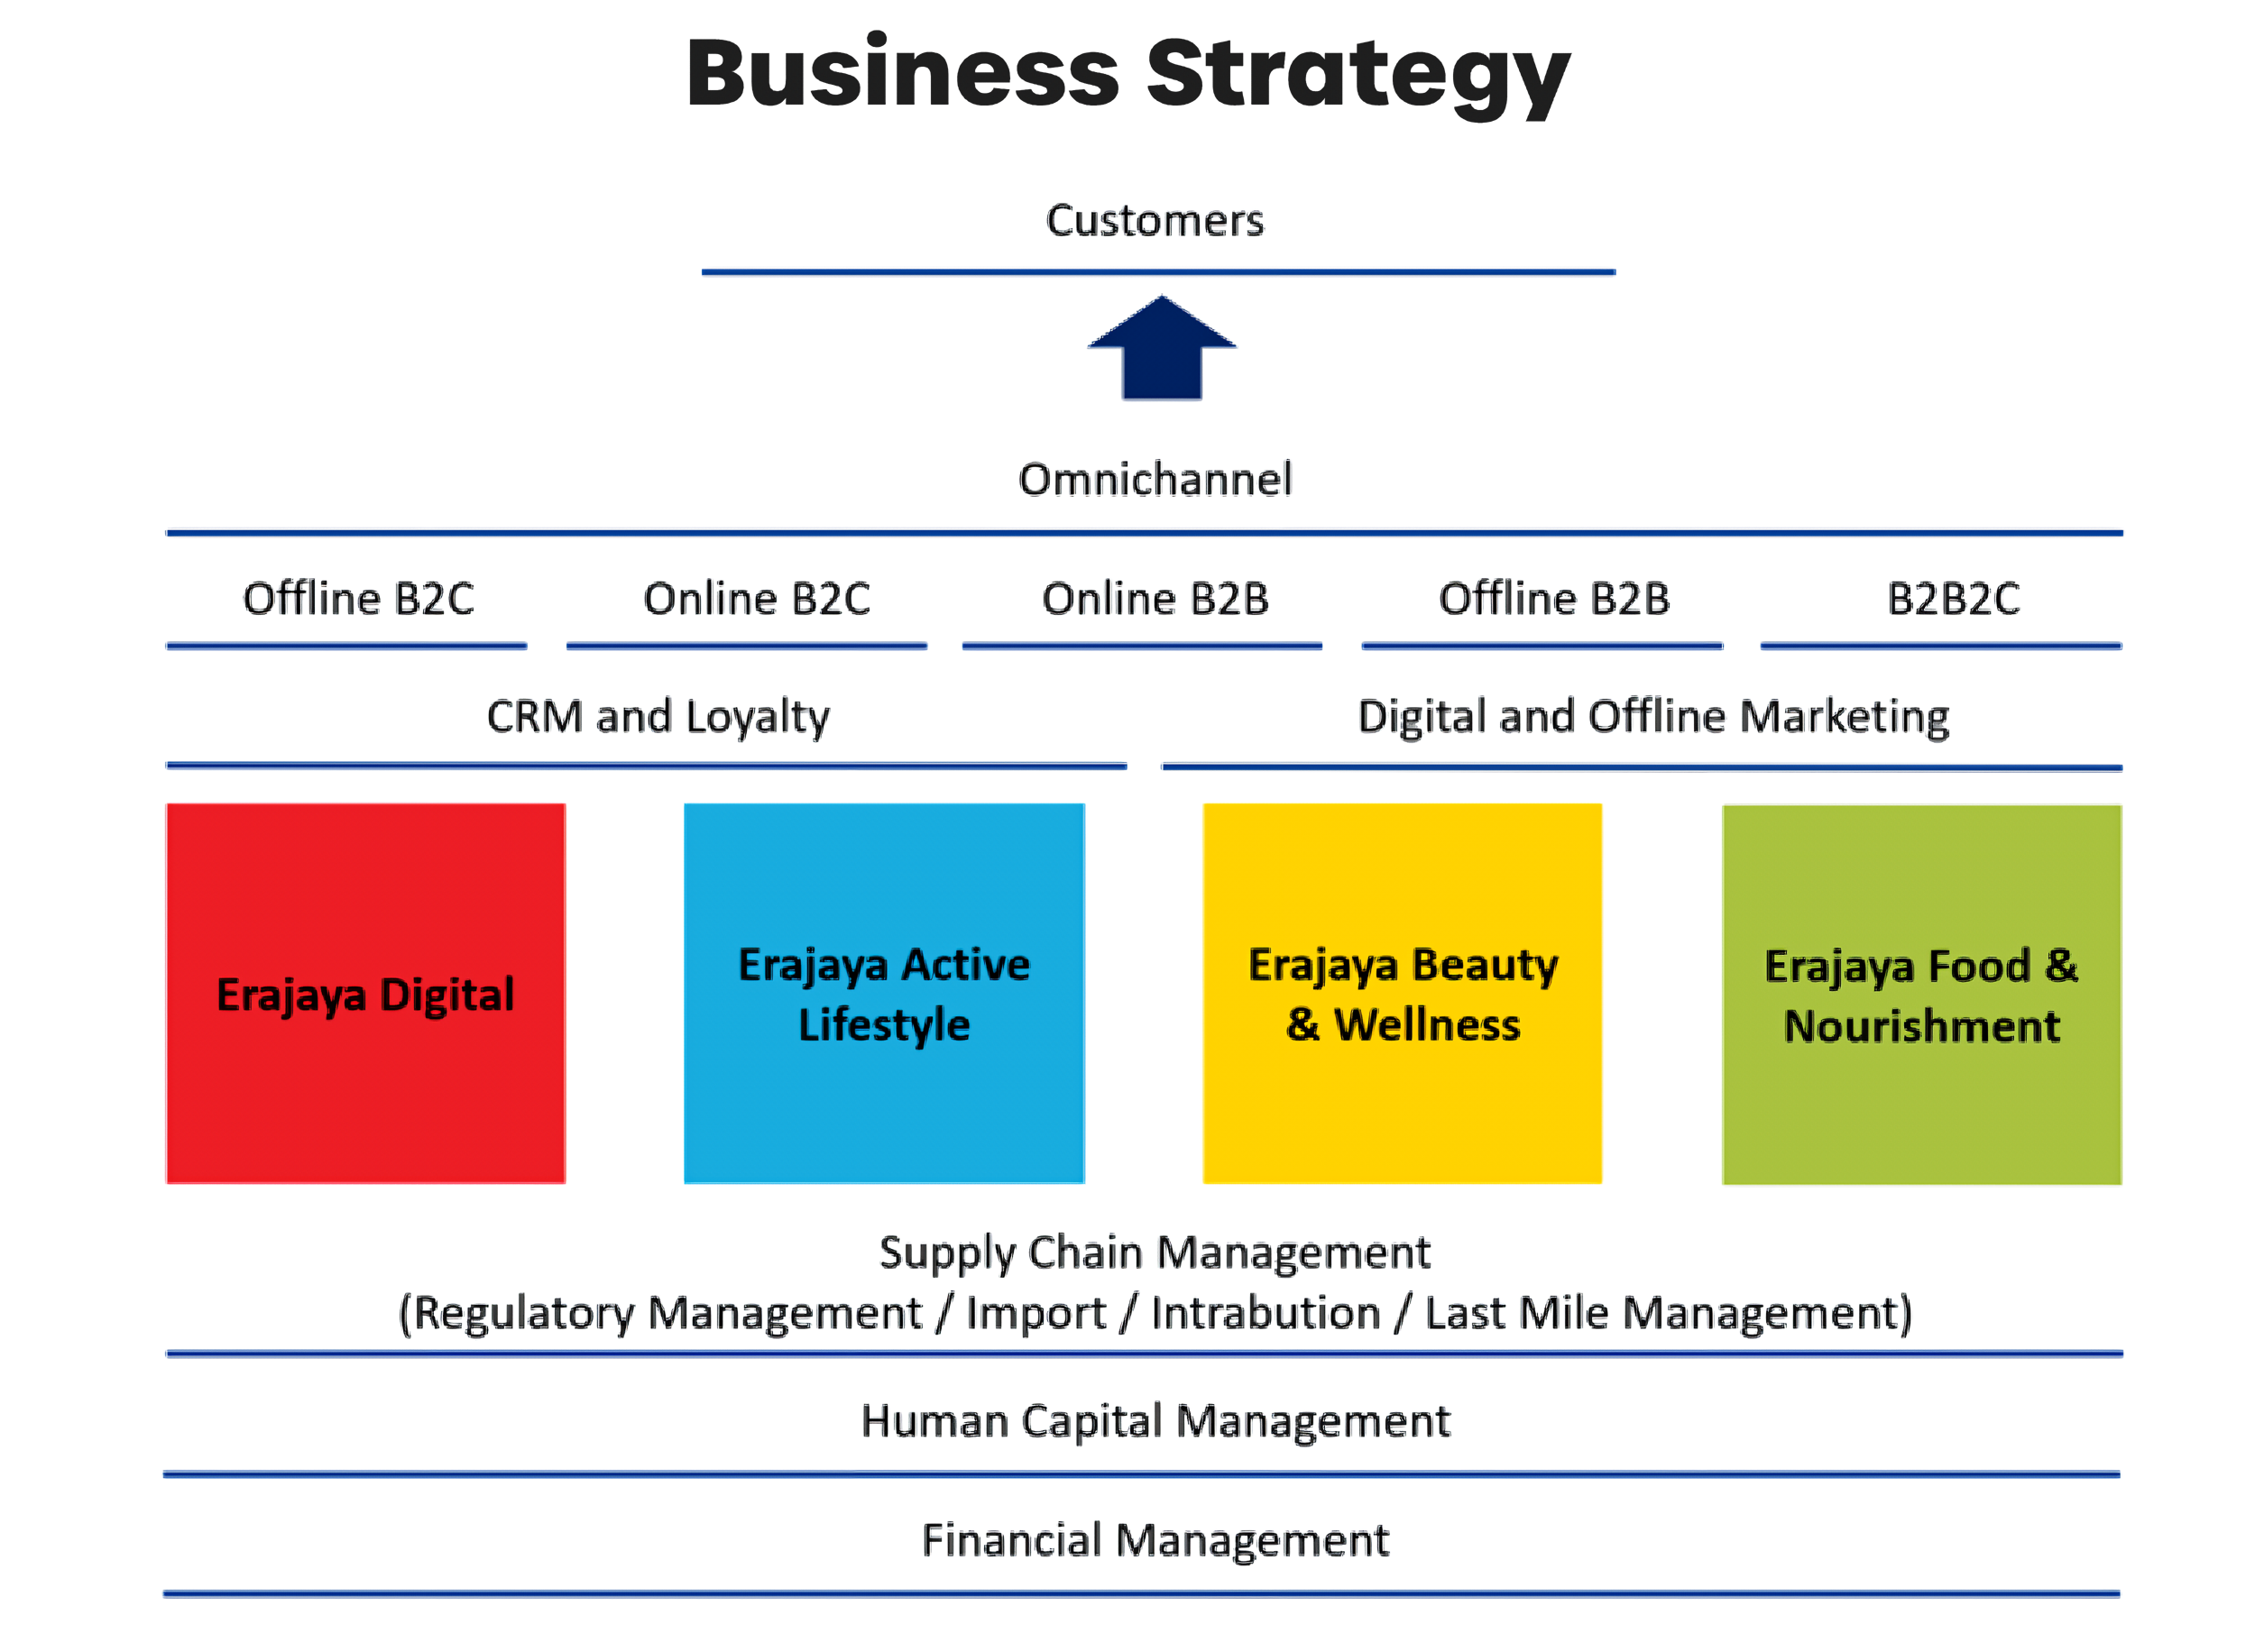 Business Strategy
Customers
Omnichannel
Offline B2C
Online B2C
Online B2B
Offline B2B
B2B2C
CRM and Loyalty
Digital and Offline Marketing
Erajaya Digital
Erajaya Active
Lifestyle
Erajaya Beauty
& Wellness
Erajaya Food &
Nourishment
Supply Chain Management
(Regulatory Management / Import / Intrabution / Last Mile Management)
Human Capital Management
Financial Management